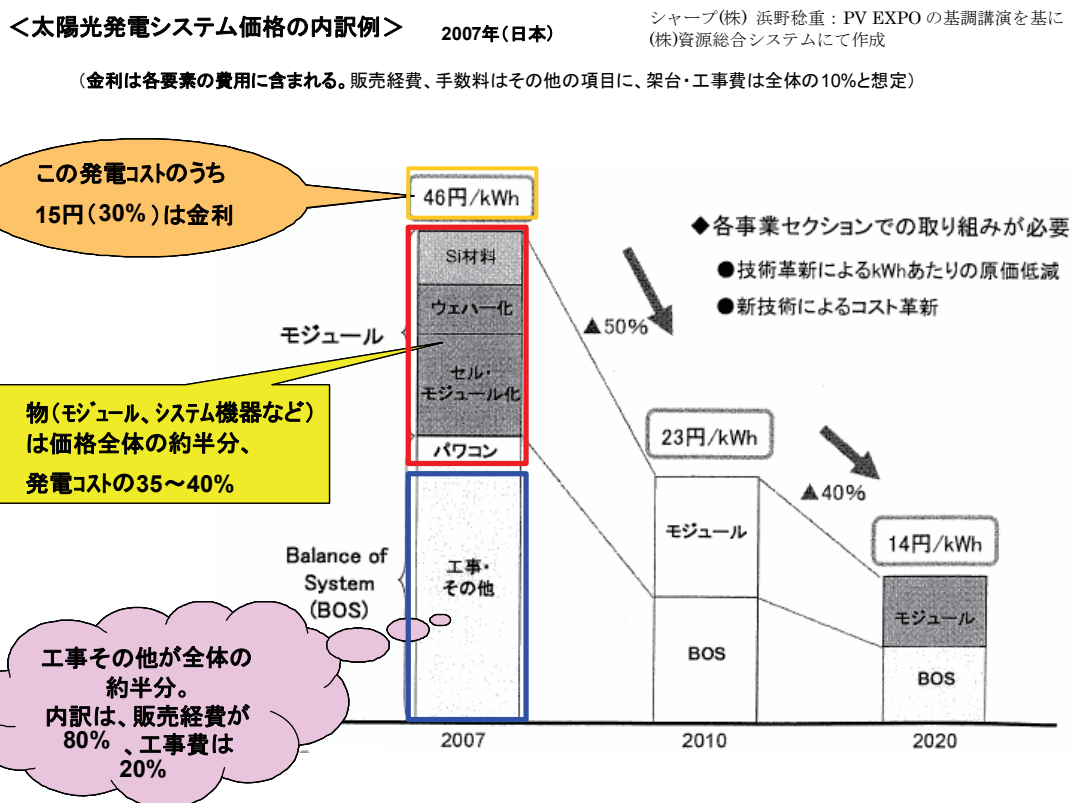 ＜太陽光発電システム価格の内訳例＞
2007年（日本）
シャープ(株) 浜野稔重：PV EXPO の基調講演を基に
(株)資源総合システムにて作成
（金利は各要素の費用に含まれる。販売経費、手数料はその他の項目に、架台・工事費は全体の10%と想定）
この発電コストのうち
15円（30%）は金利
46円/kWh
◆各事業セクションでの取り組みが必要
●技術革新によるkWhあたりの原価低減
●新技術によるコスト革新
Si材料
ウェハー化
モジュール
セル・
モジュール化
パワコン
▲50%
物（モジュール、システム機器など）
は価格全体の約半分、
発電コストの35～40%
23円/kWh
▲40%
14円/kWh
モジュール
モジュール
Balance of
System
(BOS)
工事・
その他
BOS
BOS
工事その他が全体の
約半分。
内訳は、販売経費が
80%、工事費は
20%
2007
2010
2020